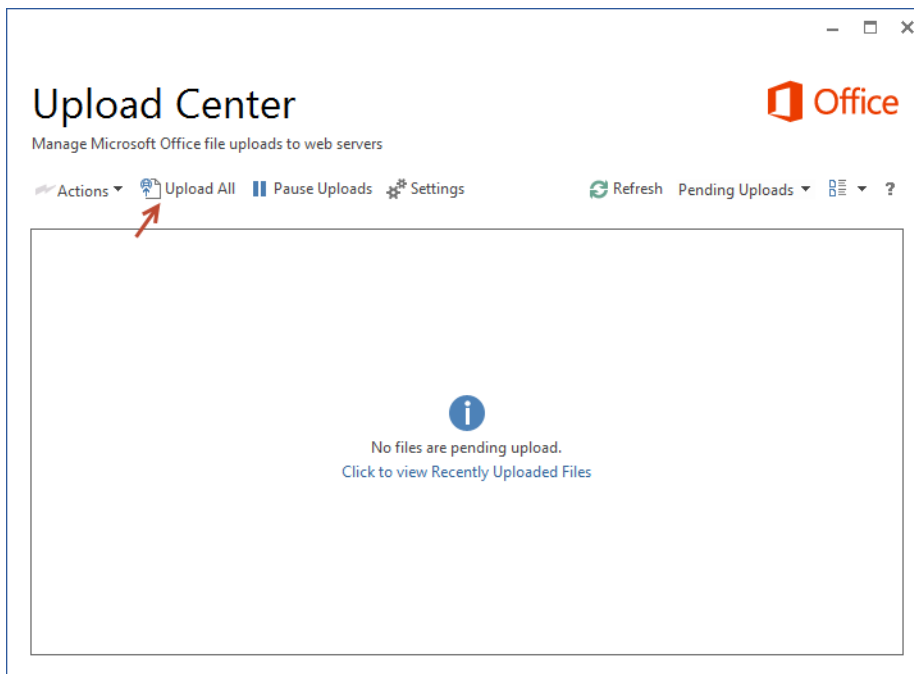 Upload Center
Office
Manage Microsoft Office file uploads to web servers
Actions Upload All Pause Uploads Settings Refresh Pending Uploads ?
No files are pending upload.
Click to view Recently Uploaded Files